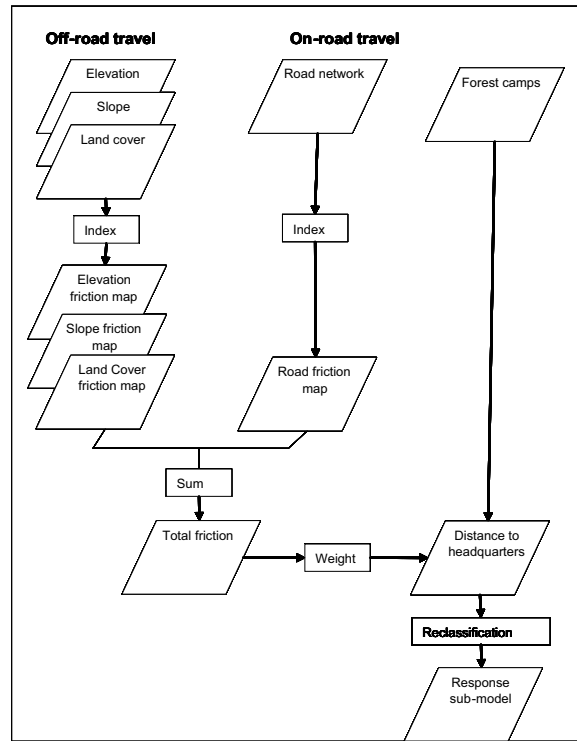 Off-road travel
On-road travel
Elevation
Slope
Land cover
Road network
Forest camps
Index
Index
Elevation
friction map
Slope friction
map
Land Cover
friction map
Road friction
map
Sum
Total friction
Weight
Distance to
headquarters
Reclassification
Response
sub-model